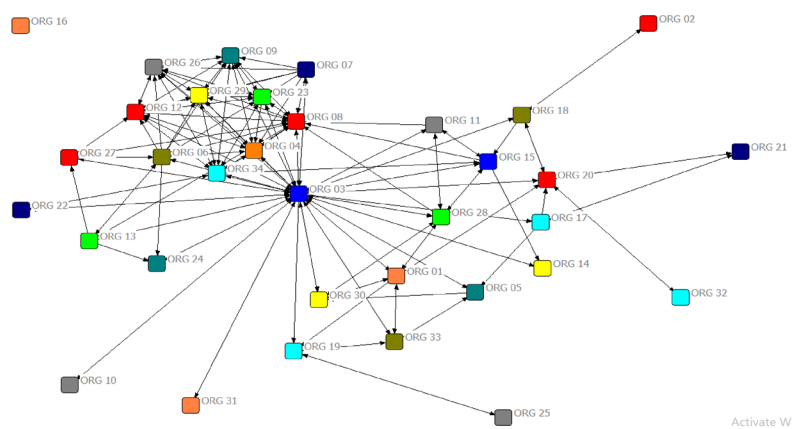 ORG 16
ORG 02
ORG 09
ORG 26
ORG 07
ORG 29
ORG 23
ORG 12
ORG 08
ORG 11
ORG 18
ORG 04
ORG 21
ORG 27
ORG 06
ORG 15
ORG 34
ORG 20
ORG 03
ORG 22
ORG 28
ORG 17
ORG 13
ORG 24
ORG 14
ORG 01
ORG 05
ORG 30
ORG 32
ORG 33
ORG 19
ORG 10
ORG 31
ORG 25
Activate W